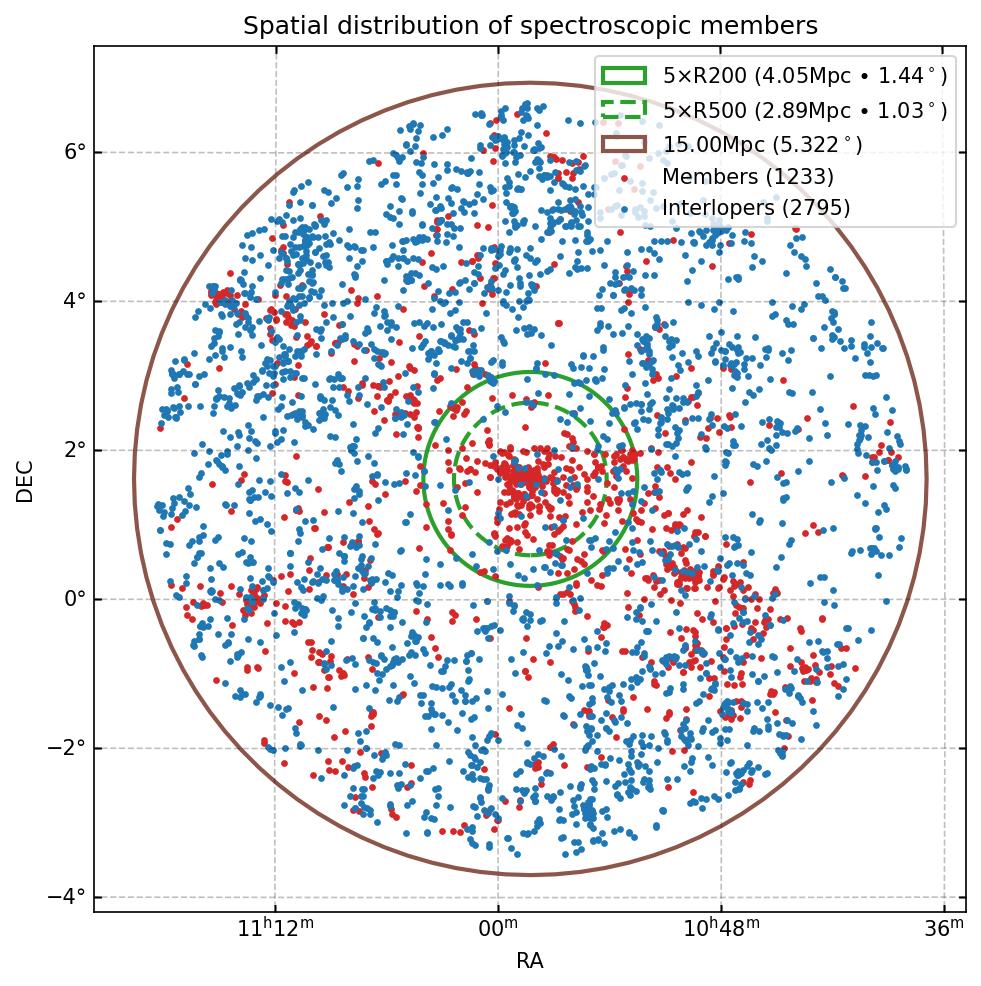 Spatial distribution of spectroscopic members
5×R200 (4.05Mpc • 1.44°)
5×R500 (2.89Mpc • 1.03°)
15.00Mpc (5.322°)
Members (1233)
Interlopers (2795)
6°
4°
2°
0°
−2°
−4°
DEC
11ʰ12ᵐ 00ᵐ 10ʰ48ᵐ 36ᵐ
RA